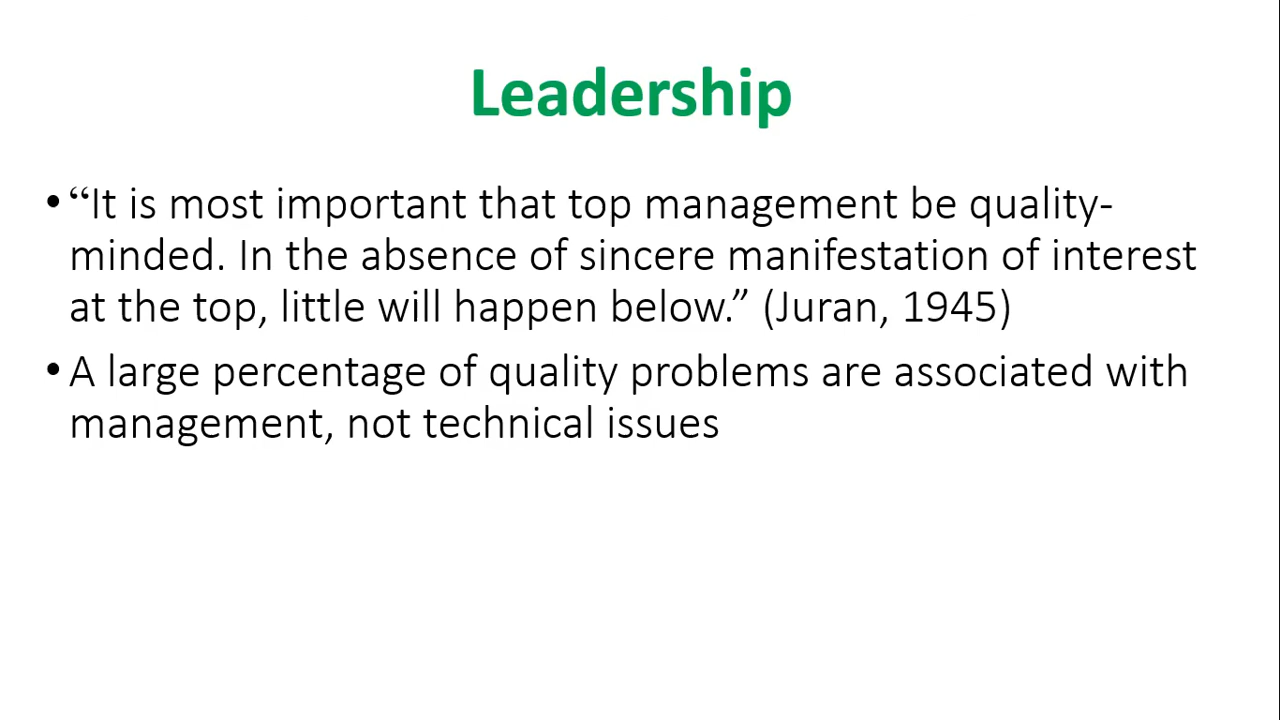 Leadership
• “It is most important that top management be quality-
minded. In the absence of sincere manifestation of interest
at the top, little will happen below.” (Juran, 1945)
• A large percentage of quality problems are associated with
management, not technical issues